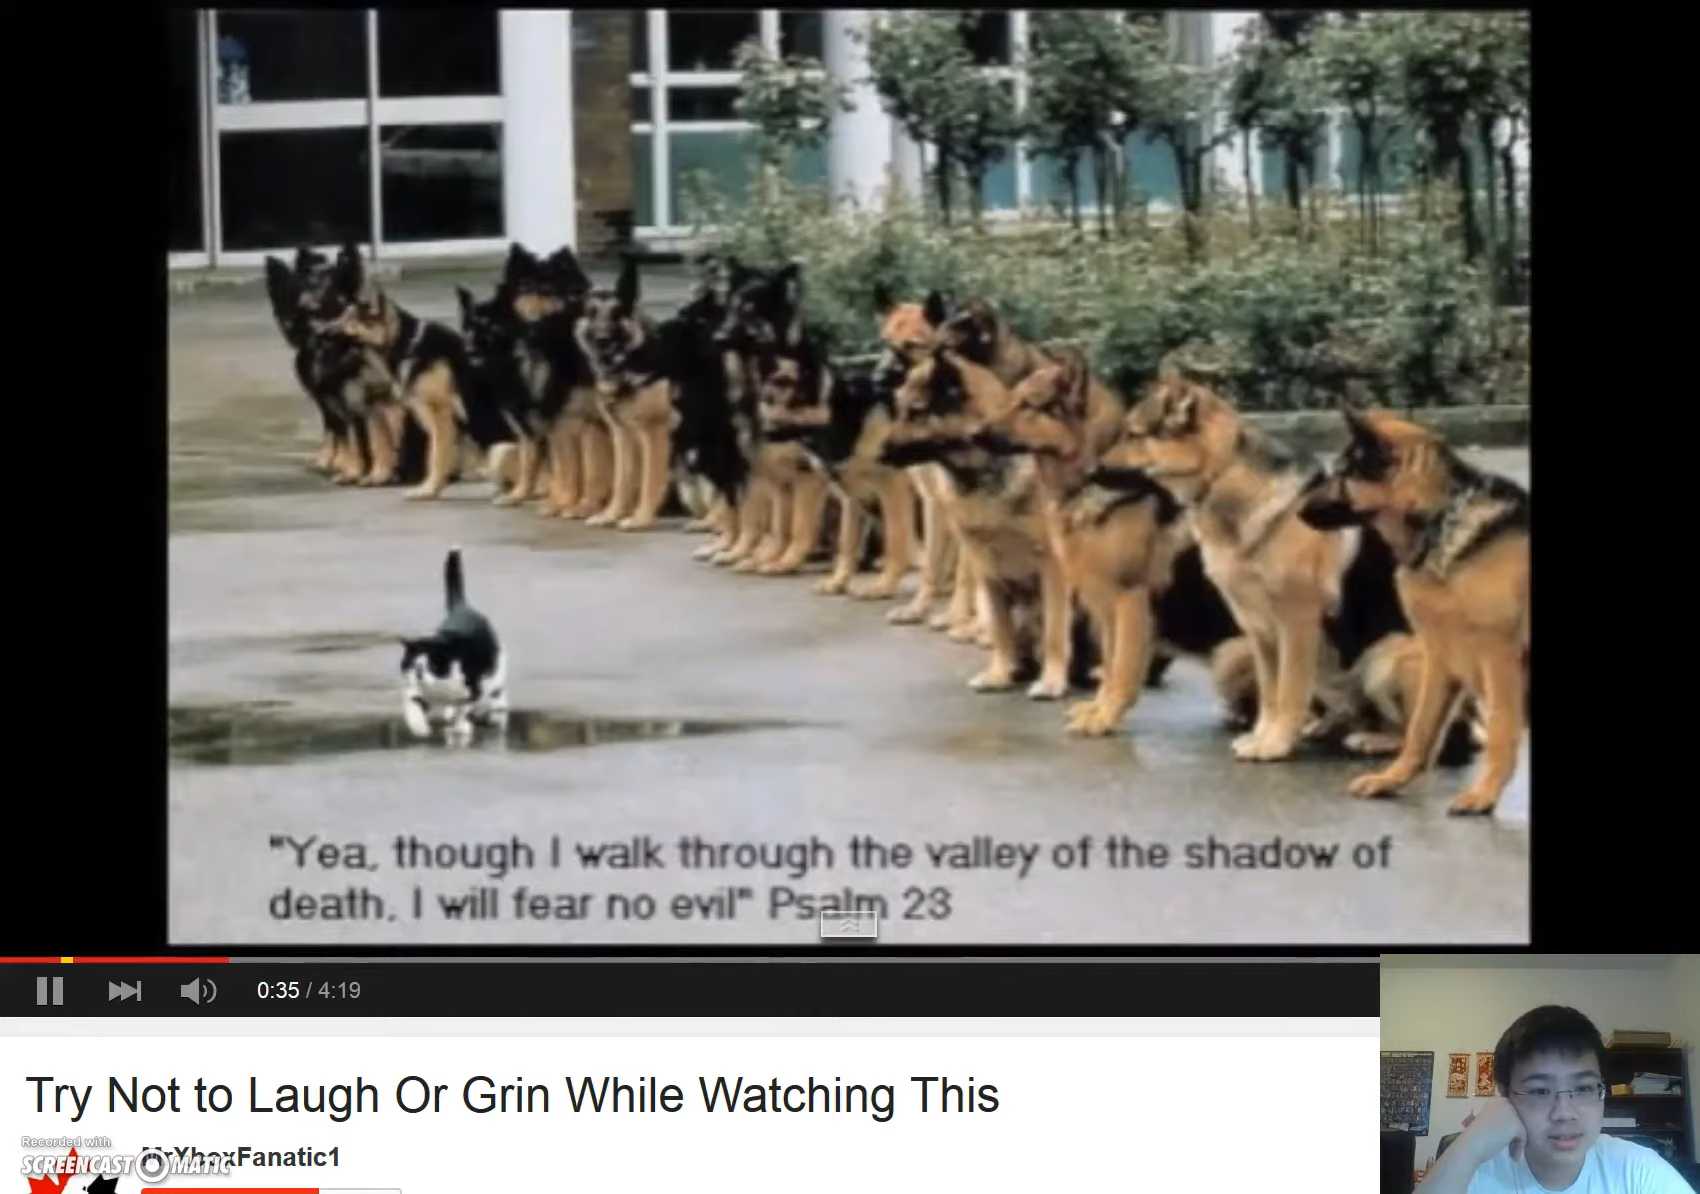 "Yea, though I walk through the valley of the shadow of
death, I will fear no evil" Psalm 23
0:35 / 4:19
Try Not to Laugh Or Grin While Watching This
Recorded with
MrXboxFanatic1
SCREENCAST O MATIC